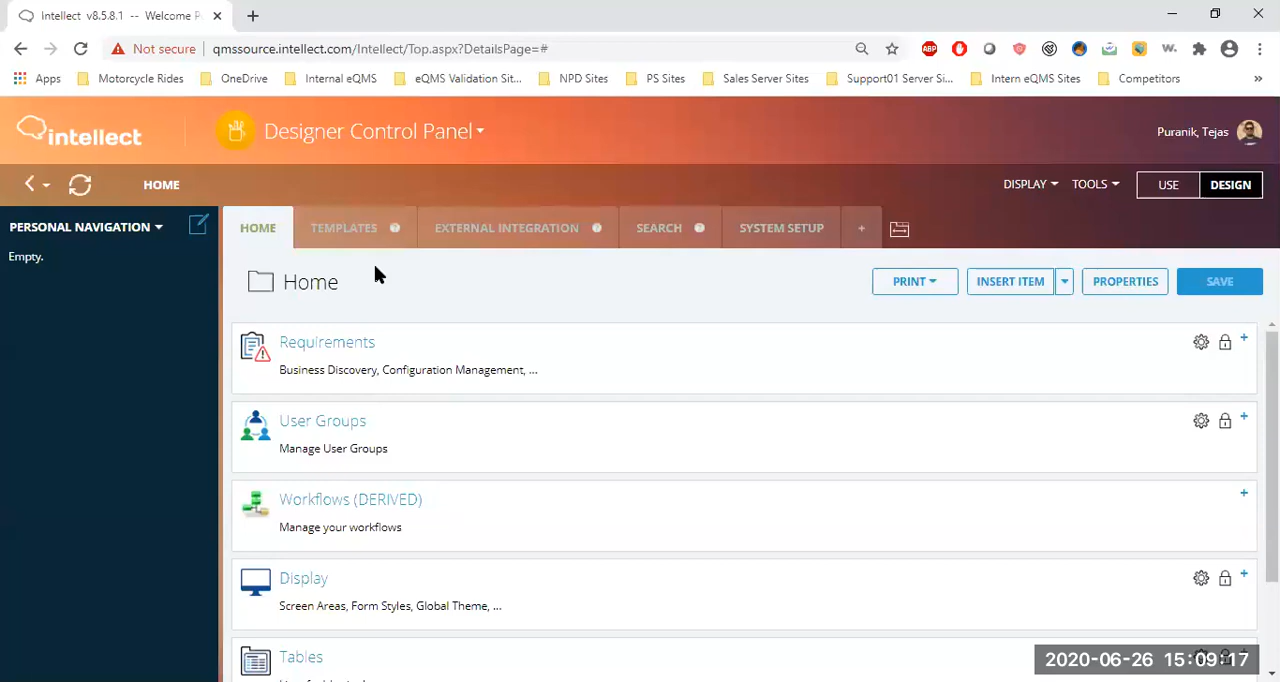 Intellect v8.5.8.1 -- Welcome P
Not secure
qmssource.intellect.com/Intellect/Top.aspx?DetailsPage=#
ABP
W.
Apps
Motorcycle Rides
OneDrive
Internal eQMS
eQMS Validation Sit...
NPD Sites
PS Sites
Sales Server Sites
Support01 Server Si...
Intern eQMS Sites
Competitors
intellect
Designer Control Panel
Puranik, Tejas
HOME
DISPLAY
TOOLS
USE
DESIGN
PERSONAL NAVIGATION
Empty.
HOME
TEMPLATES
EXTERNAL INTEGRATION
SEARCH
SYSTEM SETUP
Home
PRINT
INSERT ITEM
PROPERTIES
SAVE
Requirements
Business Discovery, Configuration Management, ...
User Groups
Manage User Groups
Workflows (DERIVED)
Manage your workflows
Display
Screen Areas, Form Styles, Global Theme, ...
Tables
2020-06-26 15:09:17